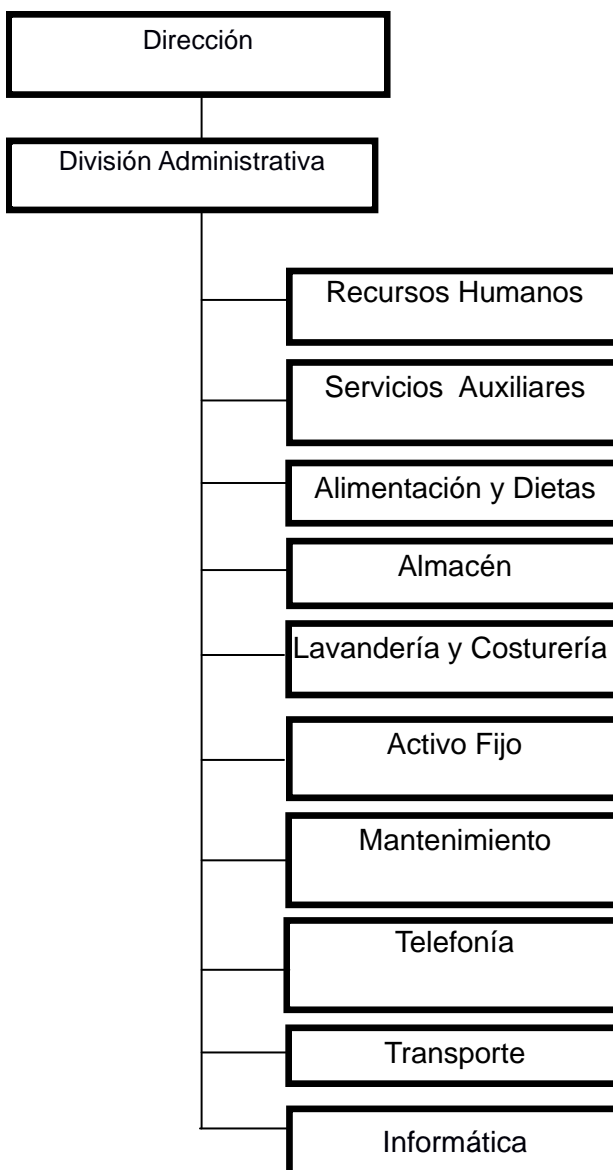 Dirección
División Administrativa
Recursos Humanos
Servicios Auxiliares
Alimentación y Dietas
Almacén
Lavandería y Costurería
Activo Fijo
Mantenimiento
Telefonía
Transporte
Informática